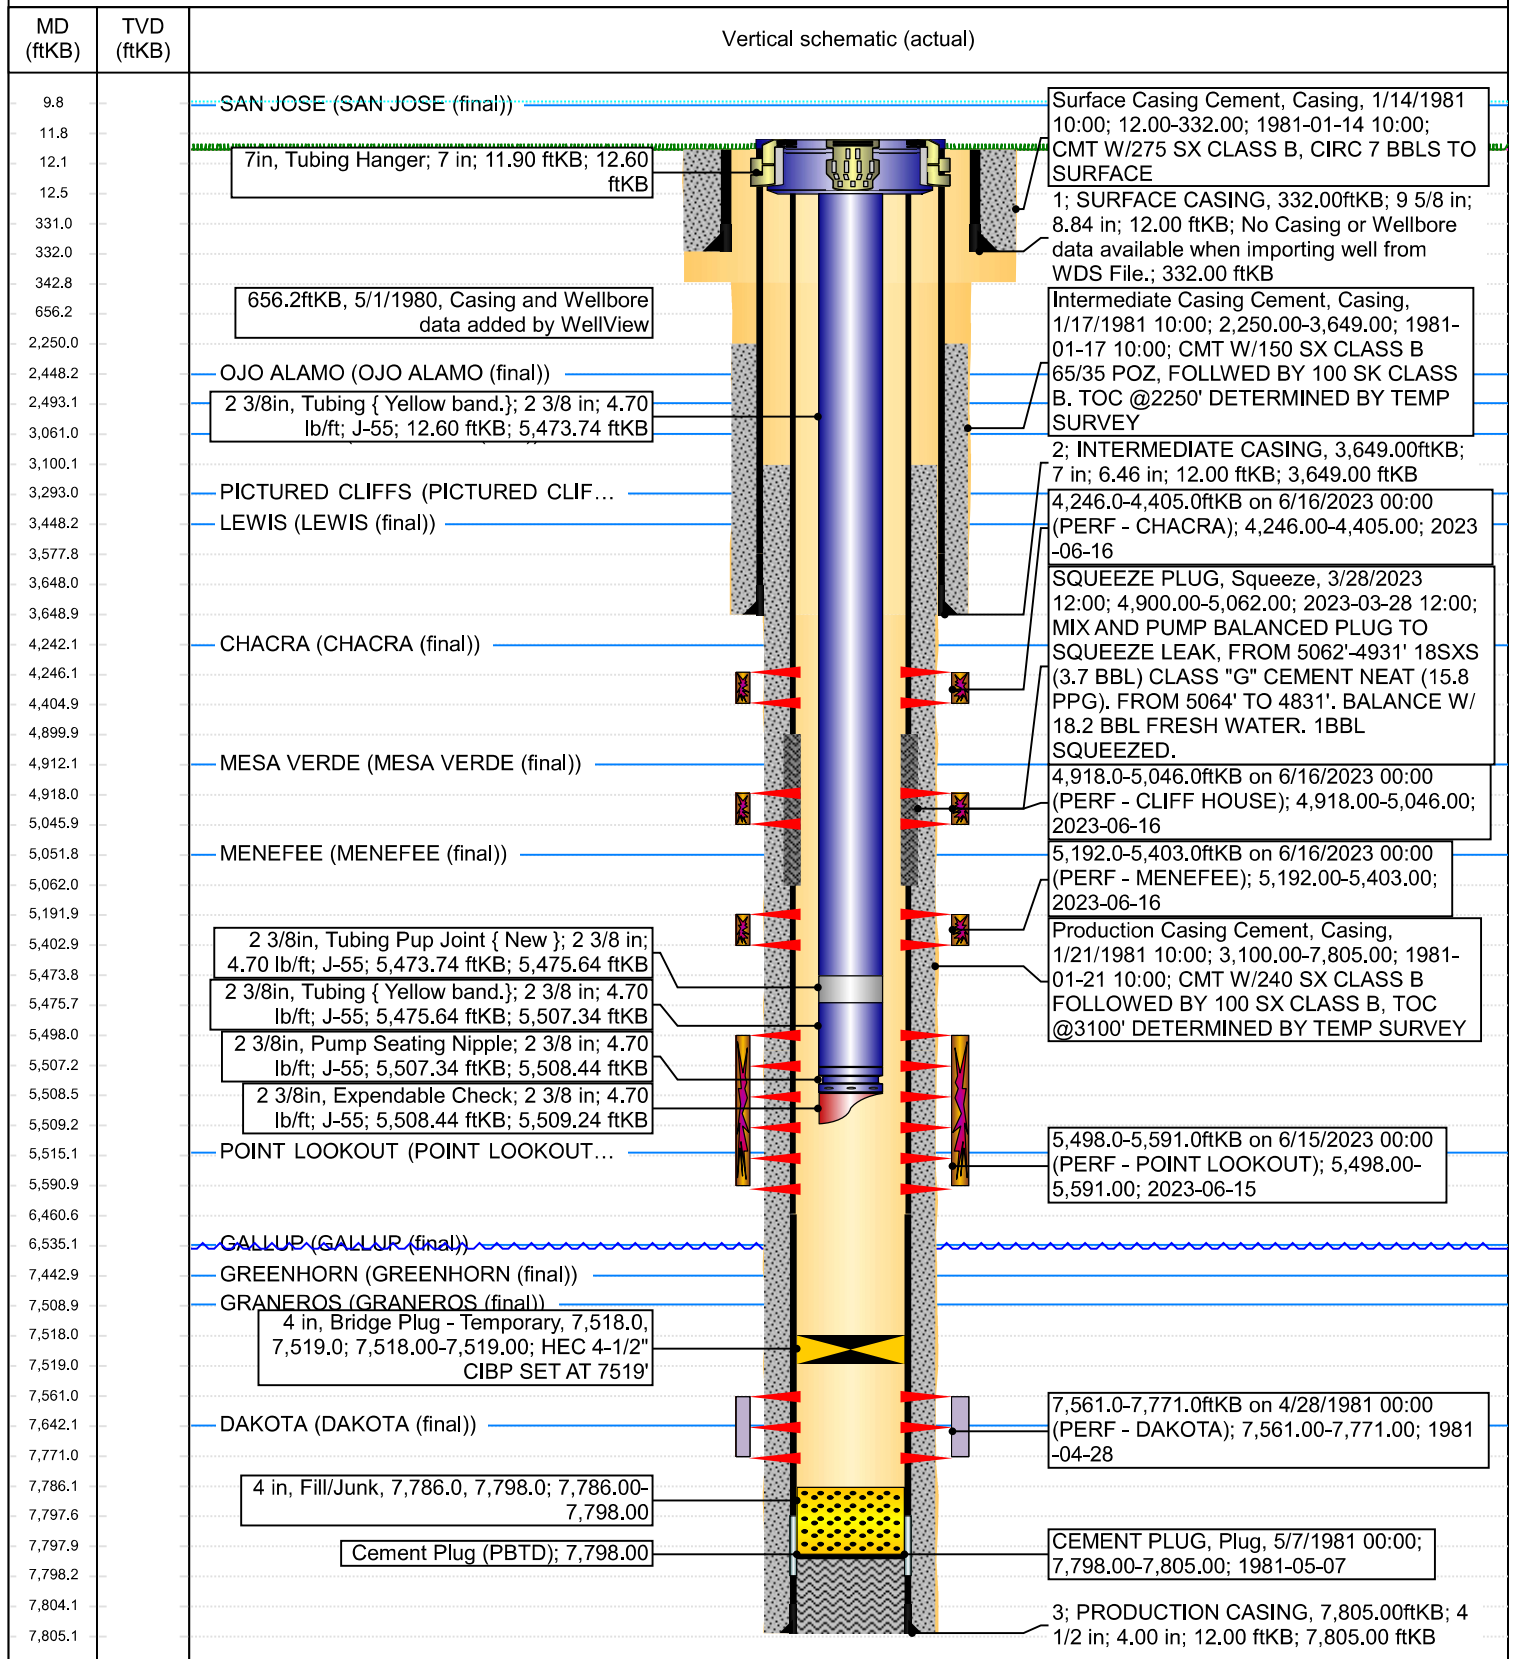 MD
(ftKB)
TVD
(ftKB)
Vertical schematic (actual)
9.8
11.8
12.1
12.5
331.0
332.0
342.8
656.2
2,250.0
2,448.2
2,493.1
3,061.0
3,100.1
3,293.0
3,448.2
3,577.8
3,648.0
3,648.9
4,242.1
4,246.1
4,404.9
4,899.9
4,912.1
4,918.0
5,045.9
5,051.8
5,062.0
5,191.9
5,402.9
5,473.8
5,475.7
5,498.0
5,507.2
5,508.5
5,509.2
5,515.1
5,590.9
6,460.6
6,535.1
7,442.9
7,508.9
7,518.0
7,519.0
7,561.0
7,642.1
7,771.0
7,786.1
7,797.6
7,797.9
7,798.2
7,804.1
7,805.1
SAN JOSE (SAN JOSE (final))
7in, Tubing Hanger; 7 in; 11.90 ftKB; 12.60
ftKB
656.2ftKB, 5/1/1980, Casing and Wellbore
data added by WellView
OJO ALAMO (OJO ALAMO (final))
2 3/8in, Tubing { Yellow band.}; 2 3/8 in; 4.70
lb/ft; J-55; 12.60 ftKB; 5,473.74 ftKB
PICTURED CLIFFS (PICTURED CLIF...
LEWIS (LEWIS (final))
CHACRA (CHACRA (final))
MESA VERDE (MESA VERDE (final))
MENEFEE (MENEFEE (final))
2 3/8in, Tubing Pup Joint { New }; 2 3/8 in;
4.70 lb/ft; J-55; 5,473.74 ftKB; 5,475.64 ftKB
2 3/8in, Tubing { Yellow band.}; 2 3/8 in; 4.70
lb/ft; J-55; 5,475.64 ftKB; 5,507.34 ftKB
2 3/8in, Pump Seating Nipple; 2 3/8 in; 4.70
lb/ft; J-55; 5,507.34 ftKB; 5,508.44 ftKB
2 3/8in, Expendable Check; 2 3/8 in; 4.70
lb/ft; J-55; 5,508.44 ftKB; 5,509.24 ftKB
POINT LOOKOUT (POINT LOOKOUT...
GALLUP (GALLUP (final))
GREENHORN (GREENHORN (final))
GRANEROS (GRANEROS (final))
4 in, Bridge Plug - Temporary, 7,518.0,
7,519.0; 7,518.00-7,519.00; HEC 4-1/2"
CIBP SET AT 7519'
DAKOTA (DAKOTA (final))
4 in, Fill/Junk, 7,786.0, 7,798.0; 7,786.00-
7,798.00
Cement Plug (PBTD); 7,798.00
Surface Casing Cement, Casing, 1/14/1981
10:00; 12.00-332.00; 1981-01-14 10:00;
CMT W/275 SX CLASS B, CIRC 7 BBLS TO
SURFACE
1; SURFACE CASING, 332.00ftKB; 9 5/8 in;
8.84 in; 12.00 ftKB; No Casing or Wellbore
data available when importing well from
WDS File.; 332.00 ftKB
Intermediate Casing Cement, Casing,
1/17/1981 10:00; 2,250.00-3,649.00; 1981-
01-17 10:00; CMT W/150 SX CLASS B
65/35 POZ, FOLLWED BY 100 SK CLASS
B. TOC @2250' DETERMINED BY TEMP
SURVEY
2; INTERMEDIATE CASING, 3,649.00ftKB;
7 in; 6.46 in; 12.00 ftKB; 3,649.00 ftKB
4,246.0-4,405.0ftKB on 6/16/2023 00:00
(PERF - CHACRA); 4,246.00-4,405.00; 2023
-06-16
SQUEEZE PLUG, Squeeze, 3/28/2023
12:00; 4,900.00-5,062.00; 2023-03-28 12:00;
MIX AND PUMP BALANCED PLUG TO
SQUEEZE LEAK, FROM 5062'-4931' 18SXS
(3.7 BBL) CLASS "G" CEMENT NEAT (15.8
PPG). FROM 5064' TO 4831'. BALANCE W/
18.2 BBL FRESH WATER. 1BBL
SQUEEZED.
4,918.0-5,046.0ftKB on 6/16/2023 00:00
(PERF - CLIFF HOUSE); 4,918.00-5,046.00;
2023-06-16
5,192.0-5,403.0ftKB on 6/16/2023 00:00
(PERF - MENEFEE); 5,192.00-5,403.00;
2023-06-16
Production Casing Cement, Casing,
1/21/1981 10:00; 3,100.00-7,805.00; 1981-
01-21 10:00; CMT W/240 SX CLASS B
FOLLOWED BY 100 SX CLASS B, TOC
@3100' DETERMINED BY TEMP SURVEY
5,498.0-5,591.0ftKB on 6/15/2023 00:00
(PERF - POINT LOOKOUT); 5,498.00-
5,591.00; 2023-06-15
7,561.0-7,771.0ftKB on 4/28/1981 00:00
(PERF - DAKOTA); 7,561.00-7,771.00; 1981
-04-28
CEMENT PLUG, Plug, 5/7/1981 00:00;
7,798.00-7,805.00; 1981-05-07
3; PRODUCTION CASING, 7,805.00ftKB; 4
1/2 in; 4.00 in; 12.00 ftKB; 7,805.00 ftKB